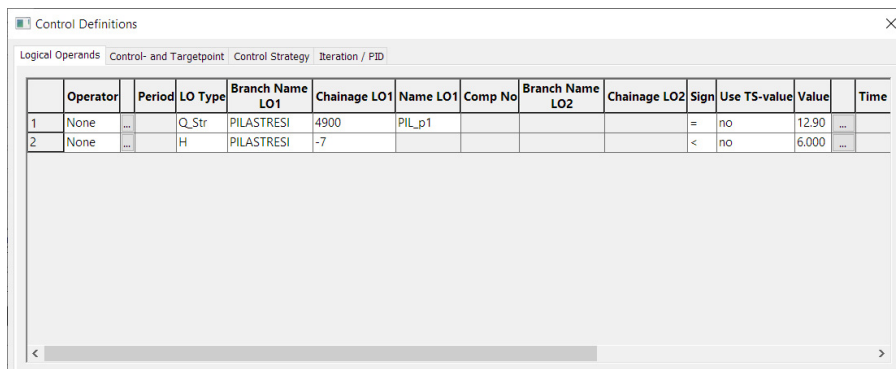 Control Definitions
Logical Operands Control- and Targetpoint Control Strategy Iteration / PID
Operator Period LO Type Branch Name LO1 Chainage LO1 Name LO1 Comp No Branch Name LO2 Chainage LO2 Sign Use TS-value Value Time
1 None ... Q_Str PILASTRESI 4900 PIL_p1 = no 12.90 ...
2 None ... H PILASTRESI -7 < no 6.000 ...